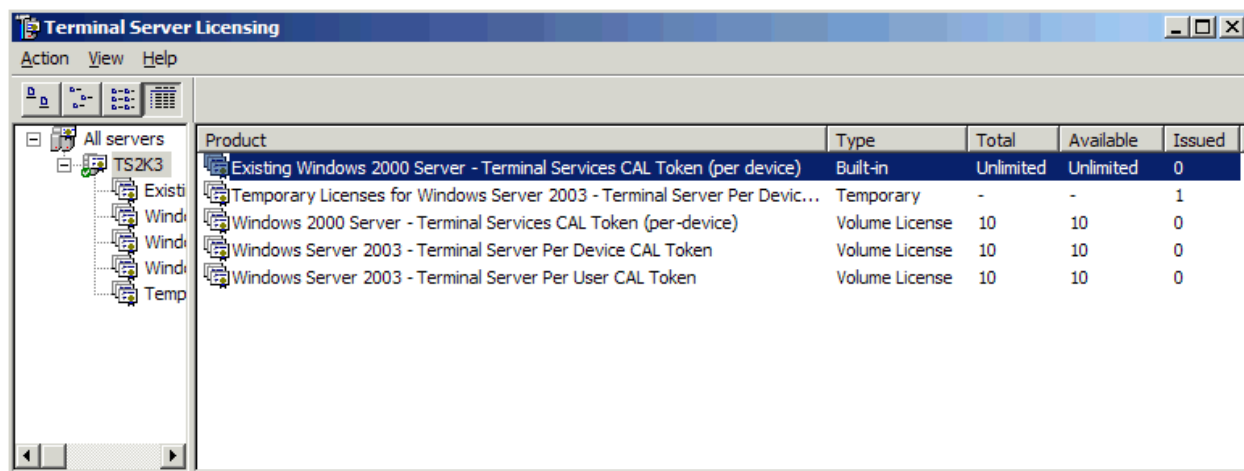 Terminal Server Licensing
Action View Help
All servers
TS2K3
Existi
Wind
Wind
Wind
Temp
Product Type Total Available Issued
Existing Windows 2000 Server - Terminal Services CAL Token (per device) Built-in Unlimited Unlimited 0
Temporary Licenses for Windows Server 2003 - Terminal Server Per Devic... Temporary - - 1
Windows 2000 Server - Terminal Services CAL Token (per-device) Volume License 10 10 0
Windows Server 2003 - Terminal Server Per Device CAL Token Volume License 10 10 0
Windows Server 2003 - Terminal Server Per User CAL Token Volume License 10 10 0